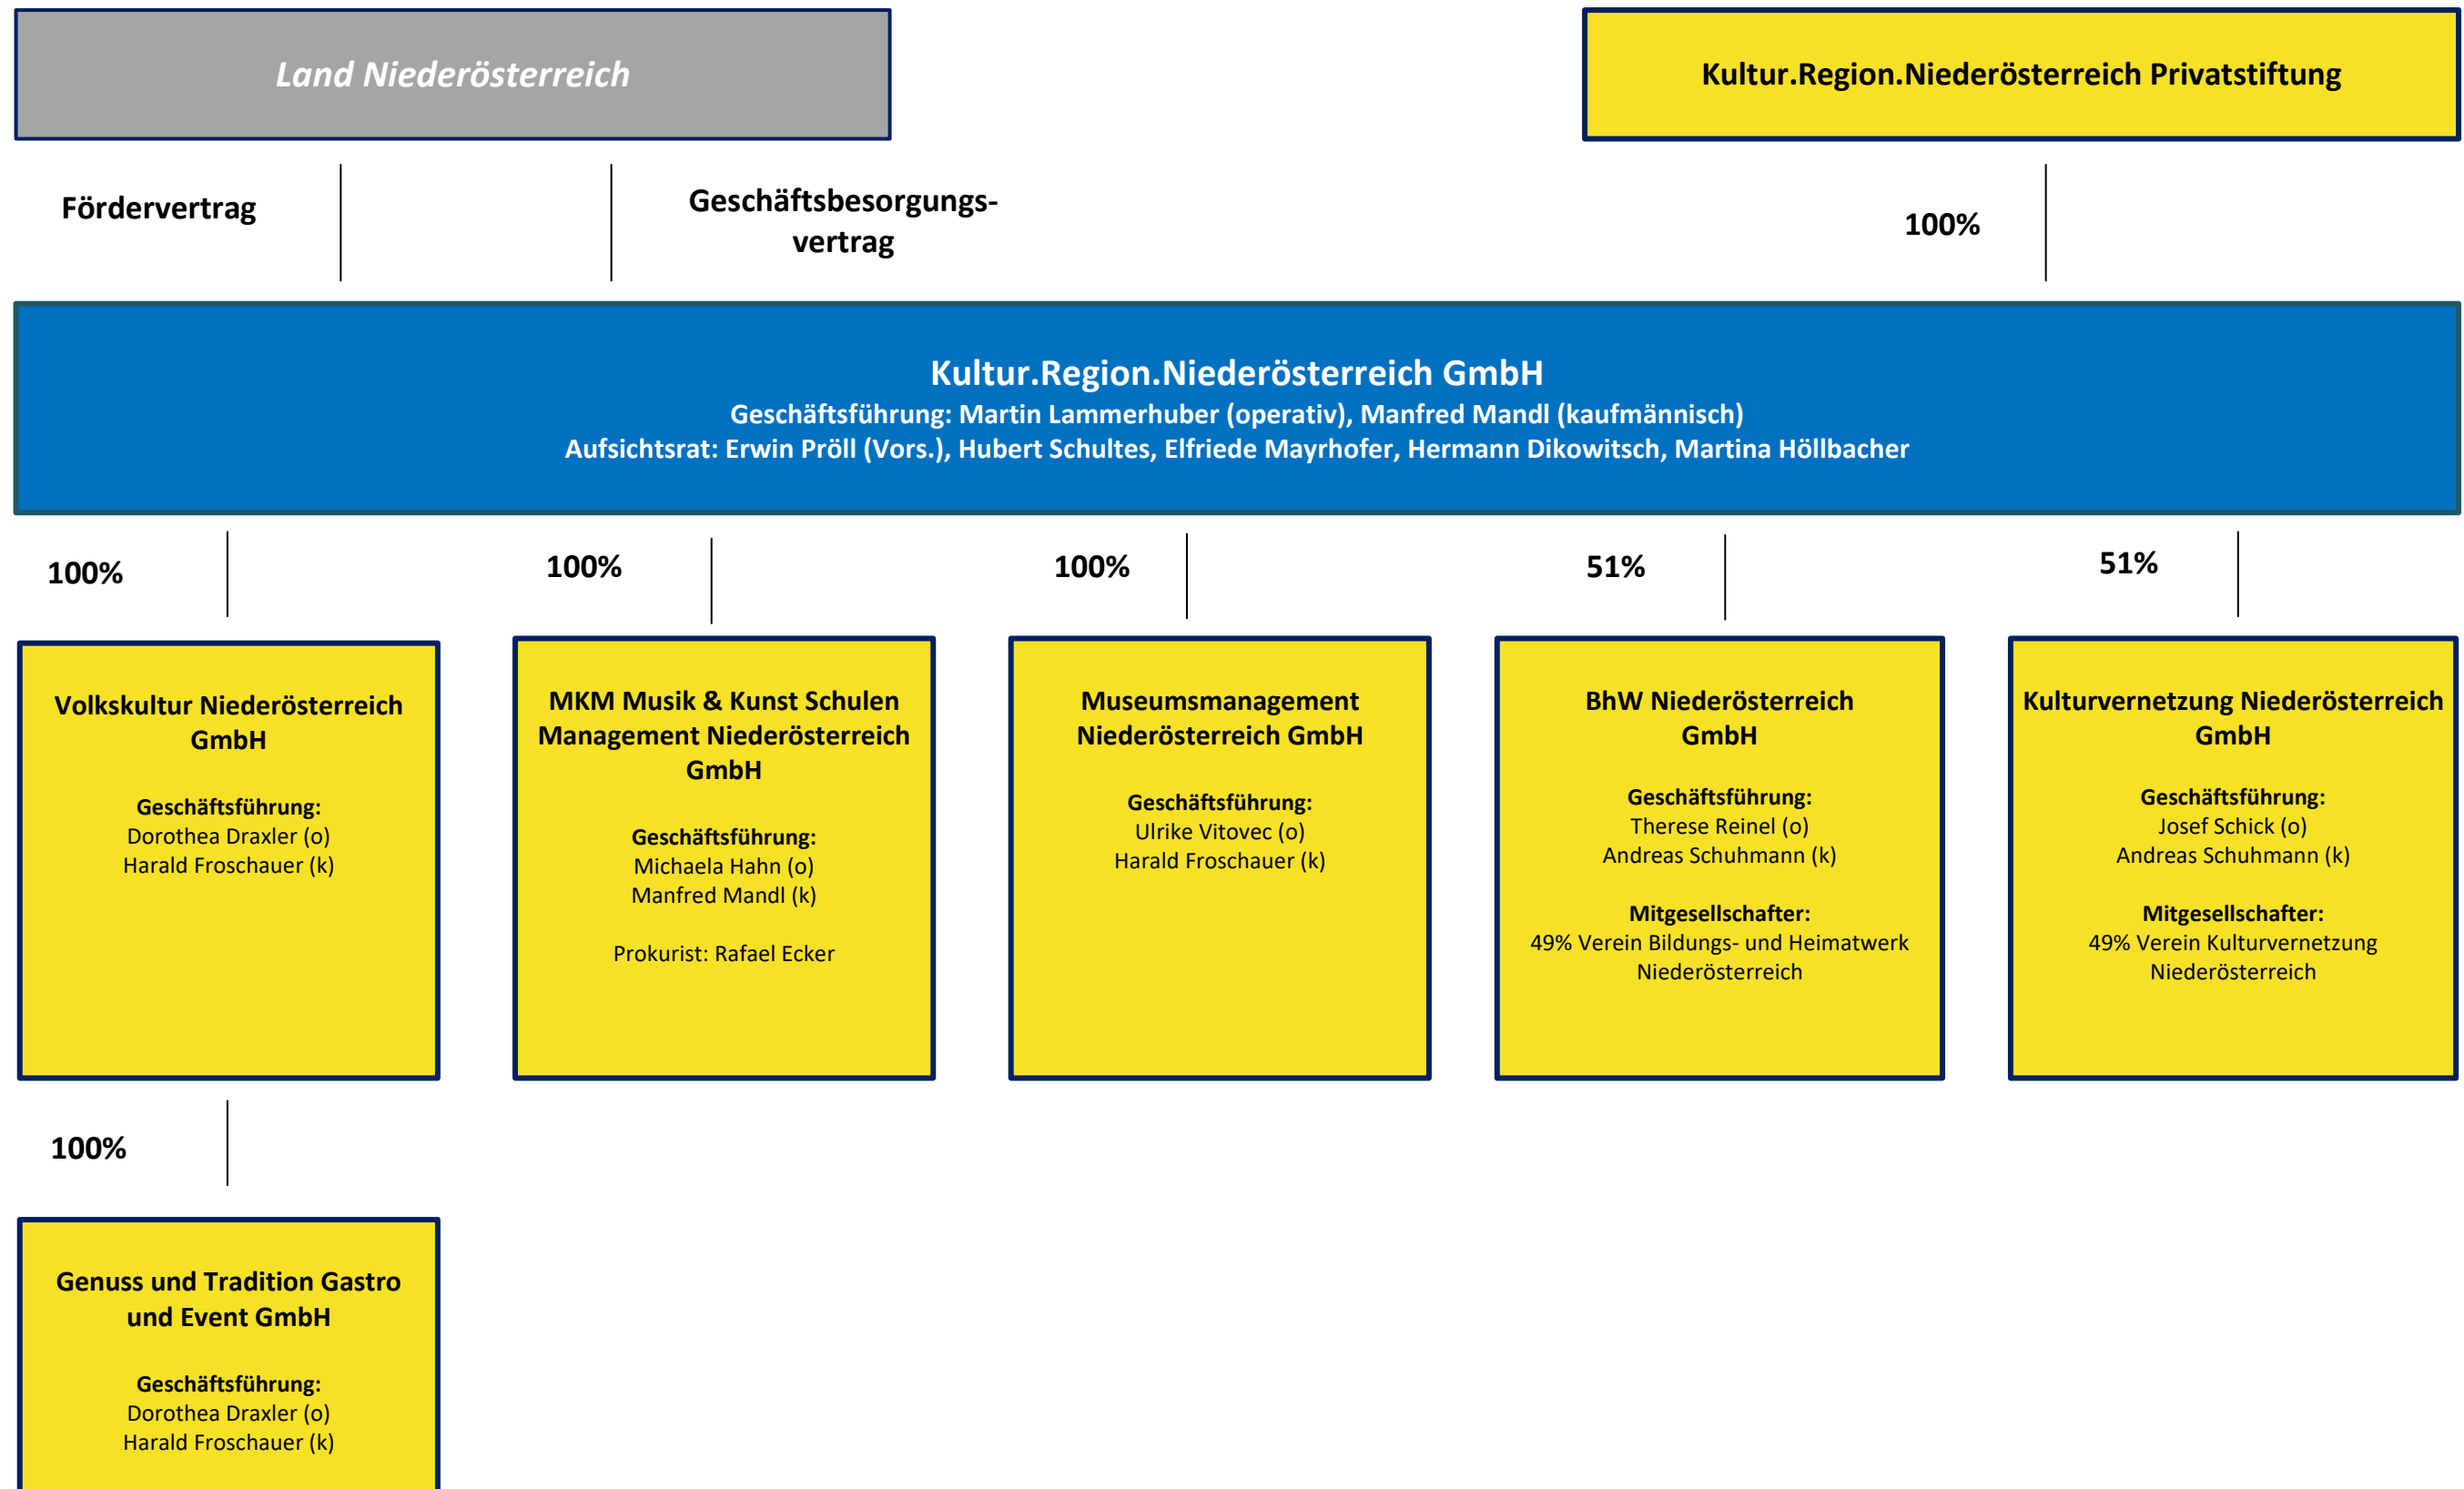 Land Niederösterreich
Kultur.Region.Niederösterreich Privatstiftung
Fördervertrag
Geschäftsbesorgungs-
vertrag
100%
Kultur.Region.Niederösterreich GmbH
Geschäftsführung: Martin Lammerhuber (operativ), Manfred Mandl (kaufmännisch)
Aufsichtsrat: Erwin Pröll (Vors.), Hubert Schultes, Elfriede Mayrhofer, Hermann Dikowitsch, Martina Höllbacher
100%
100%
100%
51%
51%
Volkskultur Niederösterreich
GmbH
Geschäftsführung:
Dorothea Draxler (o)
Harald Froschauer (k)
MKM Musik & Kunst Schulen
Management Niederösterreich
GmbH
Geschäftsführung:
Michaela Hahn (o)
Manfred Mandl (k)
Prokurist: Rafael Ecker
Museumsmanagement
Niederösterreich GmbH
Geschäftsführung:
Ulrike Vitovec (o)
Harald Froschauer (k)
BhW Niederösterreich
GmbH
Geschäftsführung:
Therese Reinel (o)
Andreas Schuhmann (k)
Mitgesellschafter:
49% Verein Bildungs- und Heimatwerk
Niederösterreich
Kulturvernetzung Niederösterreich
GmbH
Geschäftsführung:
Josef Schick (o)
Andreas Schuhmann (k)
Mitgesellschafter:
49% Verein Kulturvernetzung
Niederösterreich
100%
Genuss und Tradition Gastro
und Event GmbH
Geschäftsführung:
Dorothea Draxler (o)
Harald Froschauer (k)